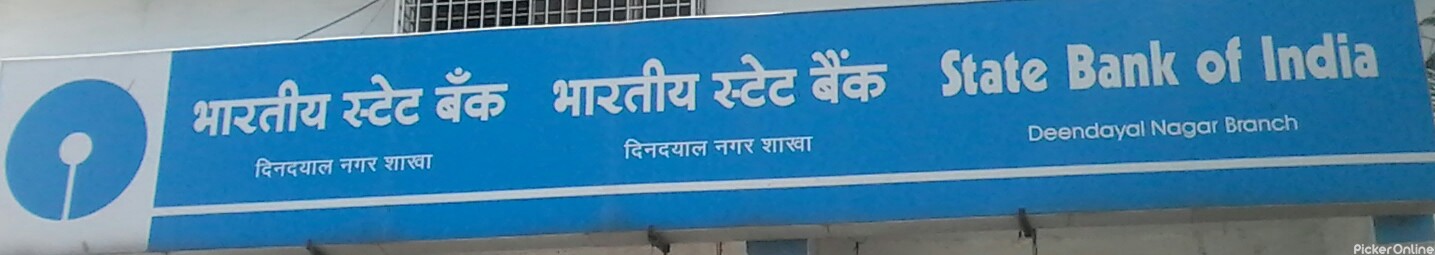 भारतीय स्टेट बँक
दिनदयाल नगर शाखा
भारतीय स्टेट बैंक
दिनदयाल नगर शाखा
State Bank of India
Deendayal Nagar Branch
PickerOnline